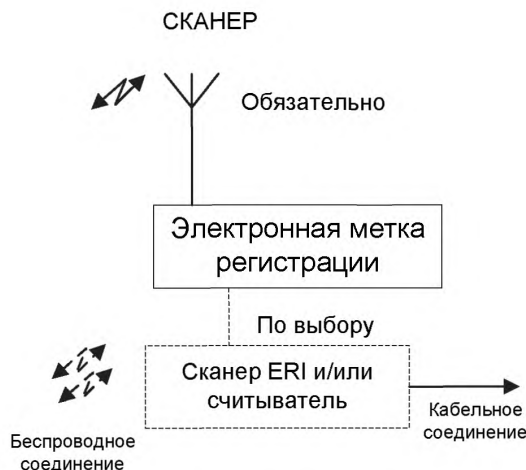 СКАНЕР
Обязательно
Электронная метка
регистрации
По выбору
Сканер ERI и/или
считыватель
Кабельное
соединение
Беспроводное
соединение